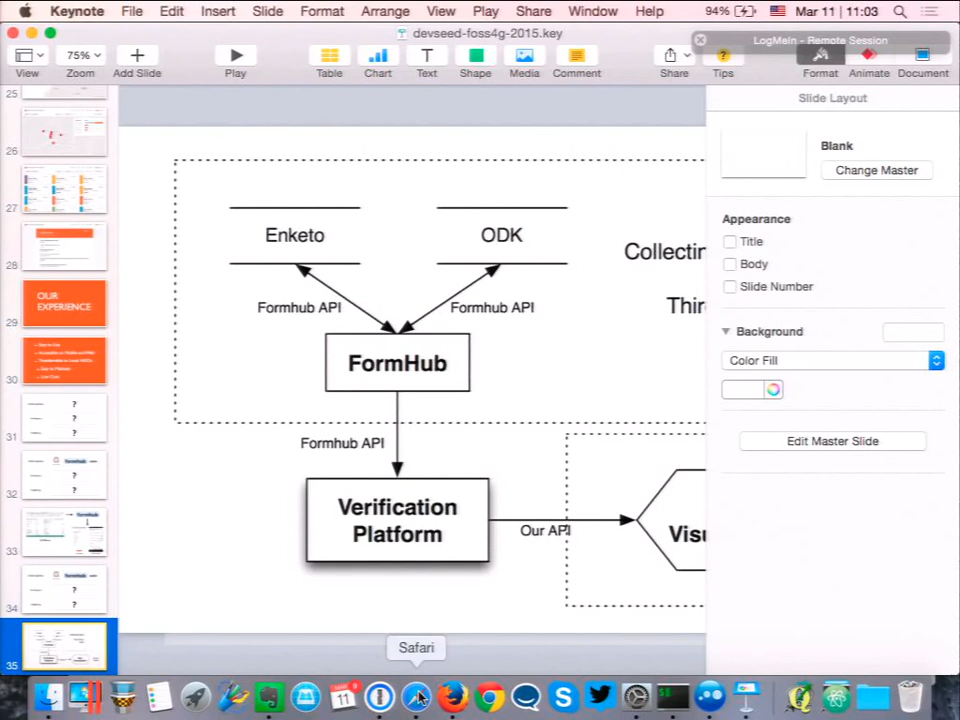 Keynote File Edit Insert Slide Format Arrange View Play Share Window Help 94% Mar 11 | 11:03
devseed-foss4g-2015.key
LogMeIn - Remote Session
75%
View Zoom Add Slide Play Table Chart Text Shape Media Comment Share Tips Format Animate Document
Slide Layout
Blank
Change Master
Appearance
Title
Body
Slide Number
Background
Color Fill
Edit Master Slide
25
26
27
28
29
OUR
EXPERIENCE
30
31
?
?
32
?
?
33
34
?
?
35
Enketo
ODK
Collectin
Thir
Formhub API
Formhub API
FormHub
Formhub API
Verification
Platform
Our API
Visu
Safari
11